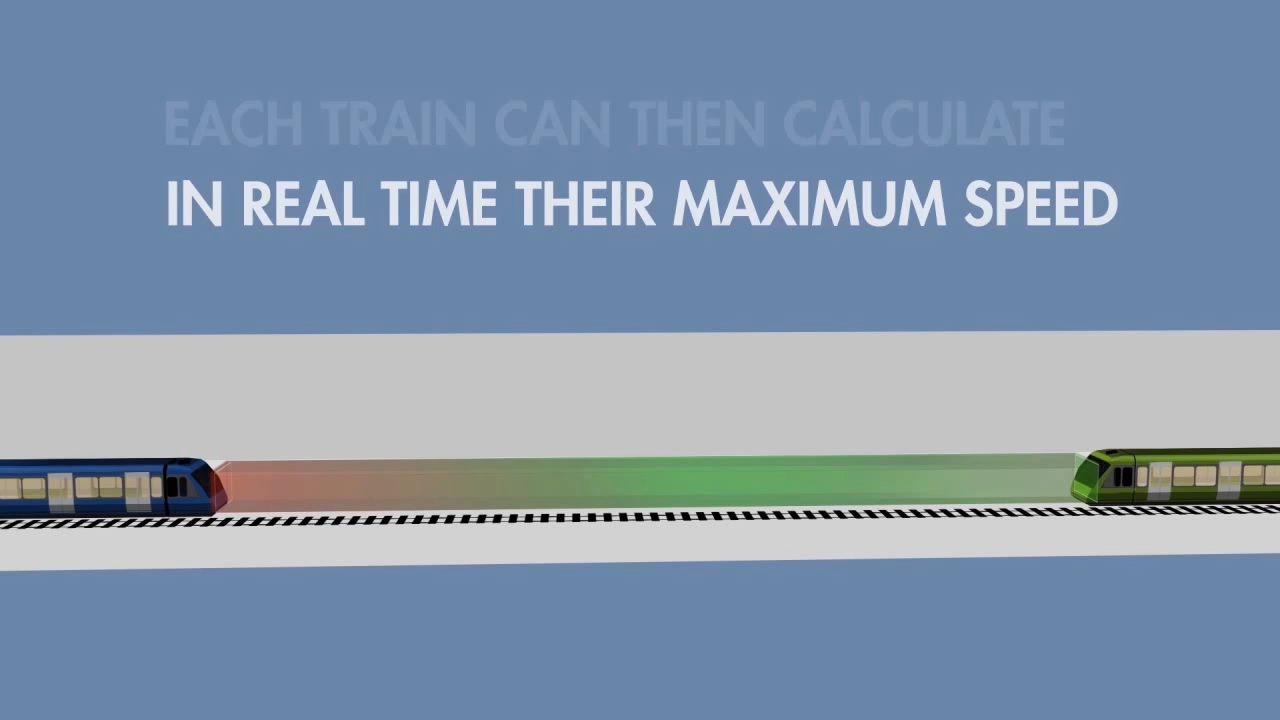 EACH TRAIN CAN THEN CALCULATE
IN REAL TIME THEIR MAXIMUM SPEED